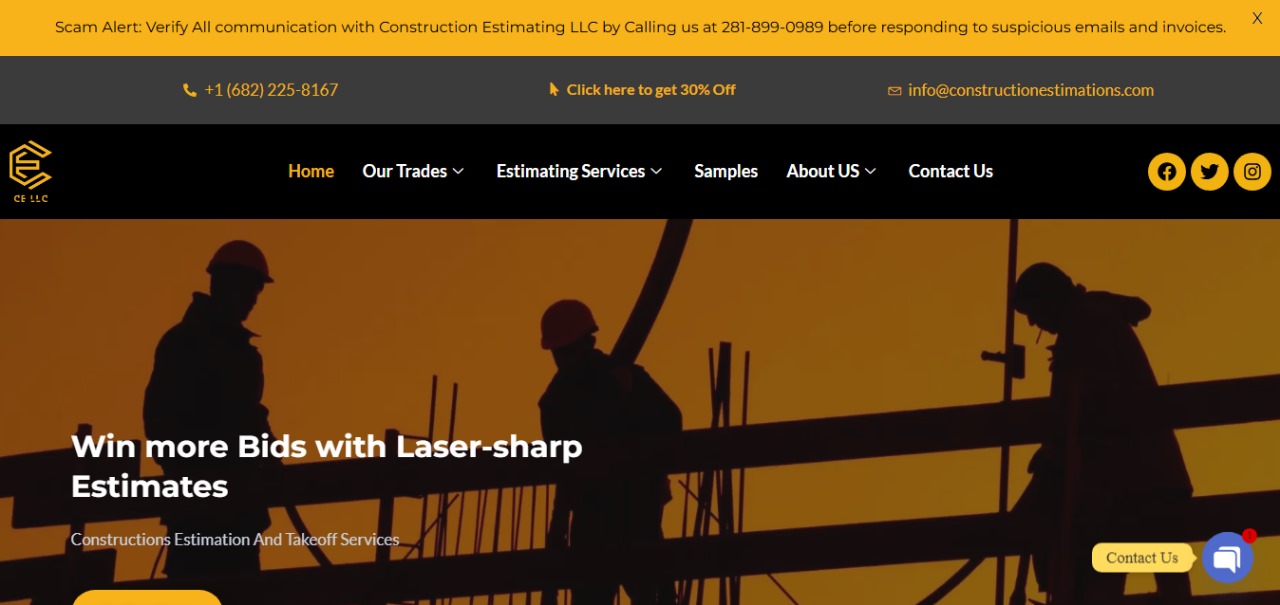 Scam Alert: Verify All communication with Construction Estimating LLC by Calling us at 281-899-0989 before responding to suspicious emails and invoices.
X
+1 (682) 225-8167
Click here to get 30% Off
info@constructionestimations.com
CE LLC
Home
Our Trades
Estimating Services
Samples
About US
Contact Us
Win more Bids with Laser-sharp
Estimates
Constructions Estimation And Takeoff Services
Contact Us